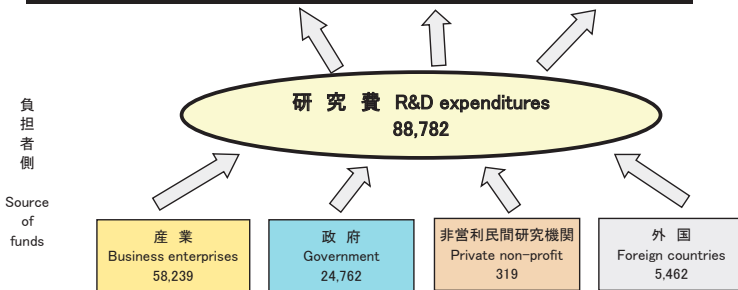 研 究 費 R&D expenditures
88,782
負
担
者
側
Source
of
funds
産 業
Business enterprises
58,239
政 府
Government
24,762
非営利民間研究機関
Private non-profit
319
外 国
Foreign countries
5,462